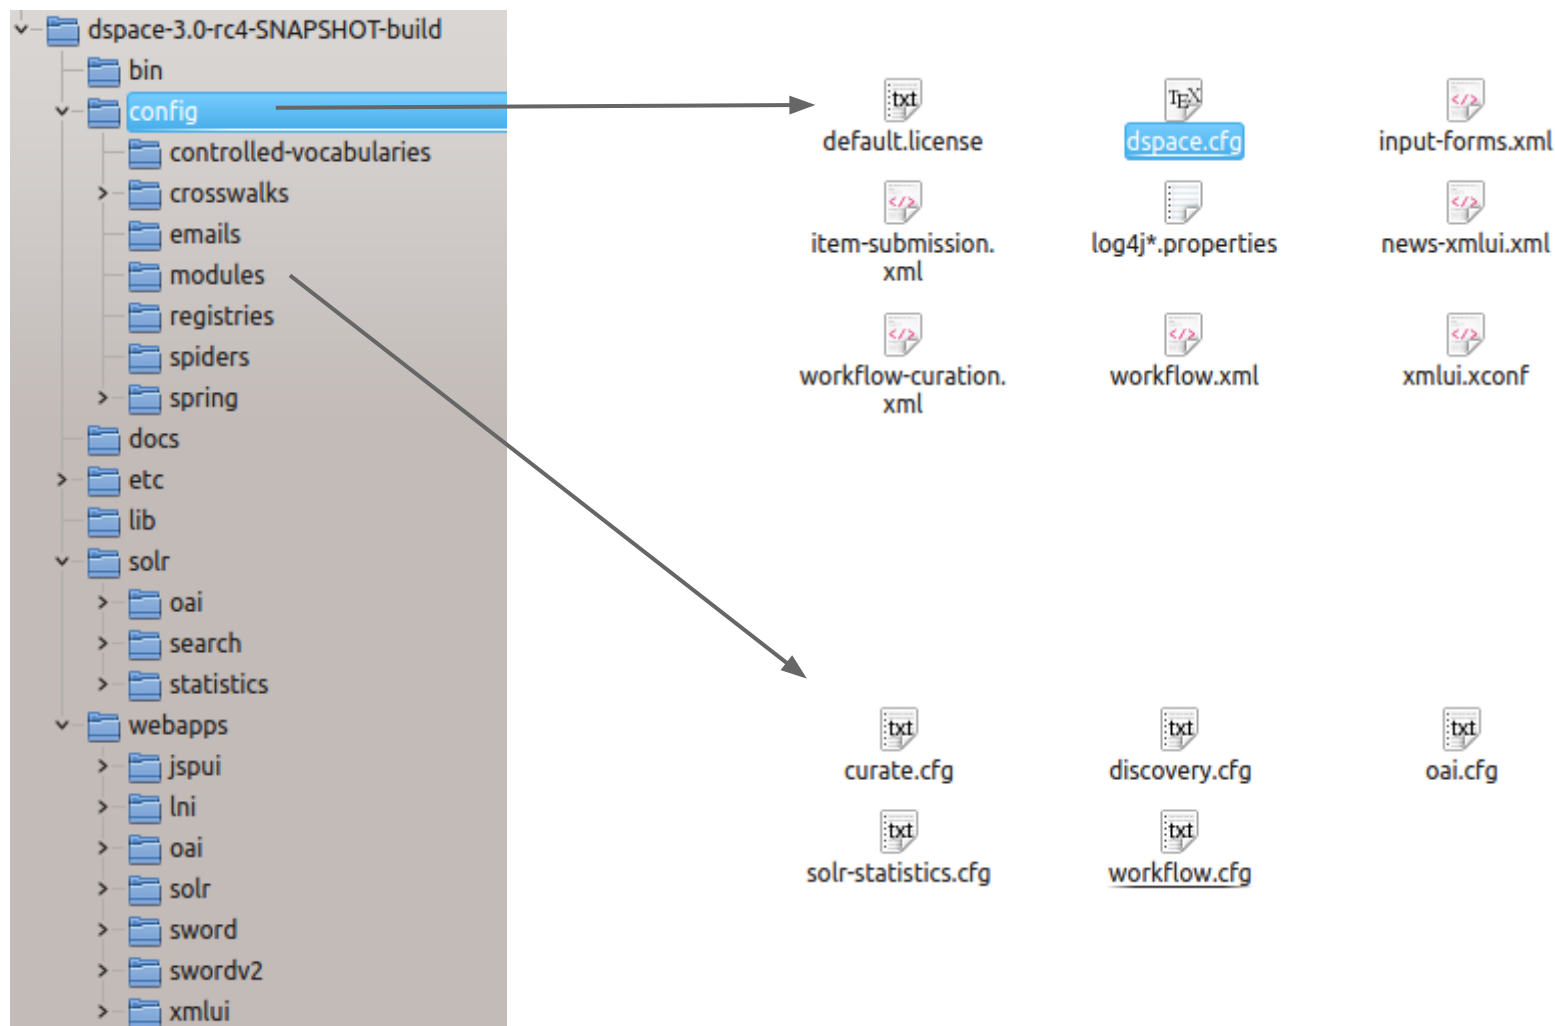 dspace-3.0-rc4-SNAPSHOT-build
bin
config
controlled-vocabularies
crosswalks
emails
modules
registries
spiders
spring
docs
etc
lib
solr
oai
search
statistics
webapps
jspui
lni
oai
solr
sword
swordv2
xmlui
txt
TEX
</>
default.license
dspace.cfg
input-forms.xml
</>
</>
item-submission.
xml
log4j*.properties
news-xmlui.xml
</>
</>
</>
workflow-curation.
xml
workflow.xml
xmlui.xconf
txt
txt
txt
curate.cfg
discovery.cfg
oai.cfg
txt
txt
solr-statistics.cfg
workflow.cfg